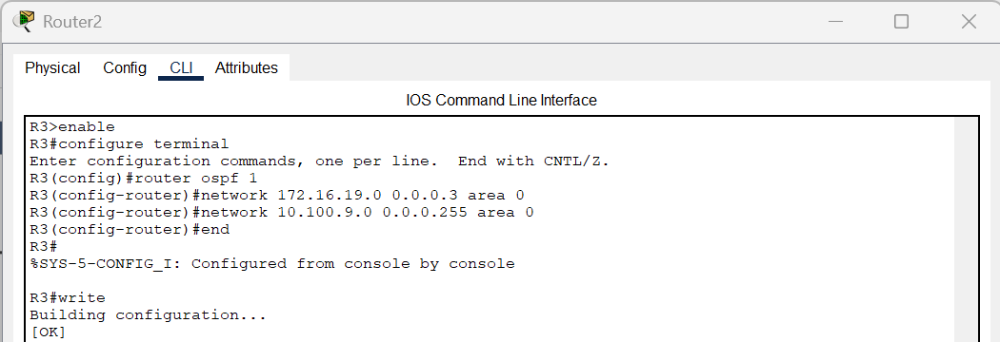 Router2
Physical Config CLI Attributes
IOS Command Line Interface
R3>enable
R3#configure terminal
Enter configuration commands, one per line.  End with CNTL/Z.
R3(config)#router ospf 1
R3(config-router)#network 172.16.19.0 0.0.0.3 area 0
R3(config-router)#network 10.100.9.0 0.0.0.255 area 0
R3(config-router)#end
R3#
%SYS-5-CONFIG_I: Configured from console by console
R3#write
Building configuration...
[OK]